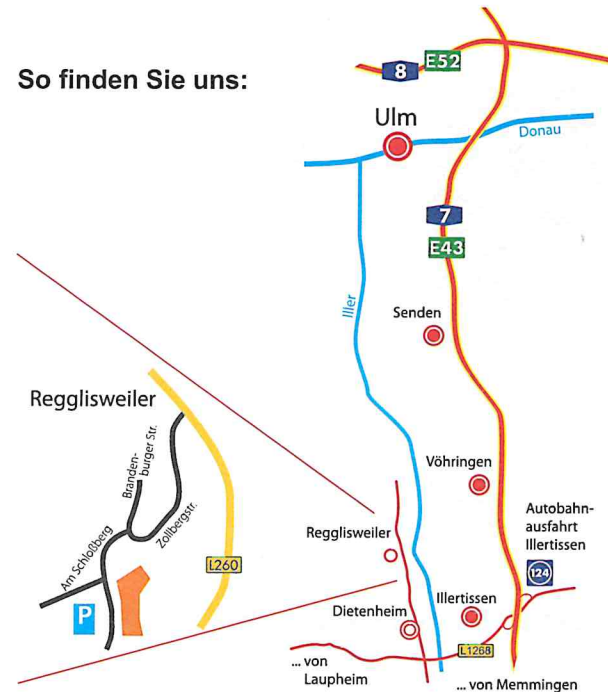 So finden Sie uns:
8
E52
Ulm
Donau
7
E43
Iller
Senden
Regglisweiler
Branden-
burger Str.
Zollbergstr.
Am Schloßberg
L260
P
Vöhringen
Autobahn-
ausfahrt
Illertissen
124
Regglisweiler
Dietenheim
Illertissen
L1268
... von
Laupheim
... von Memmingen